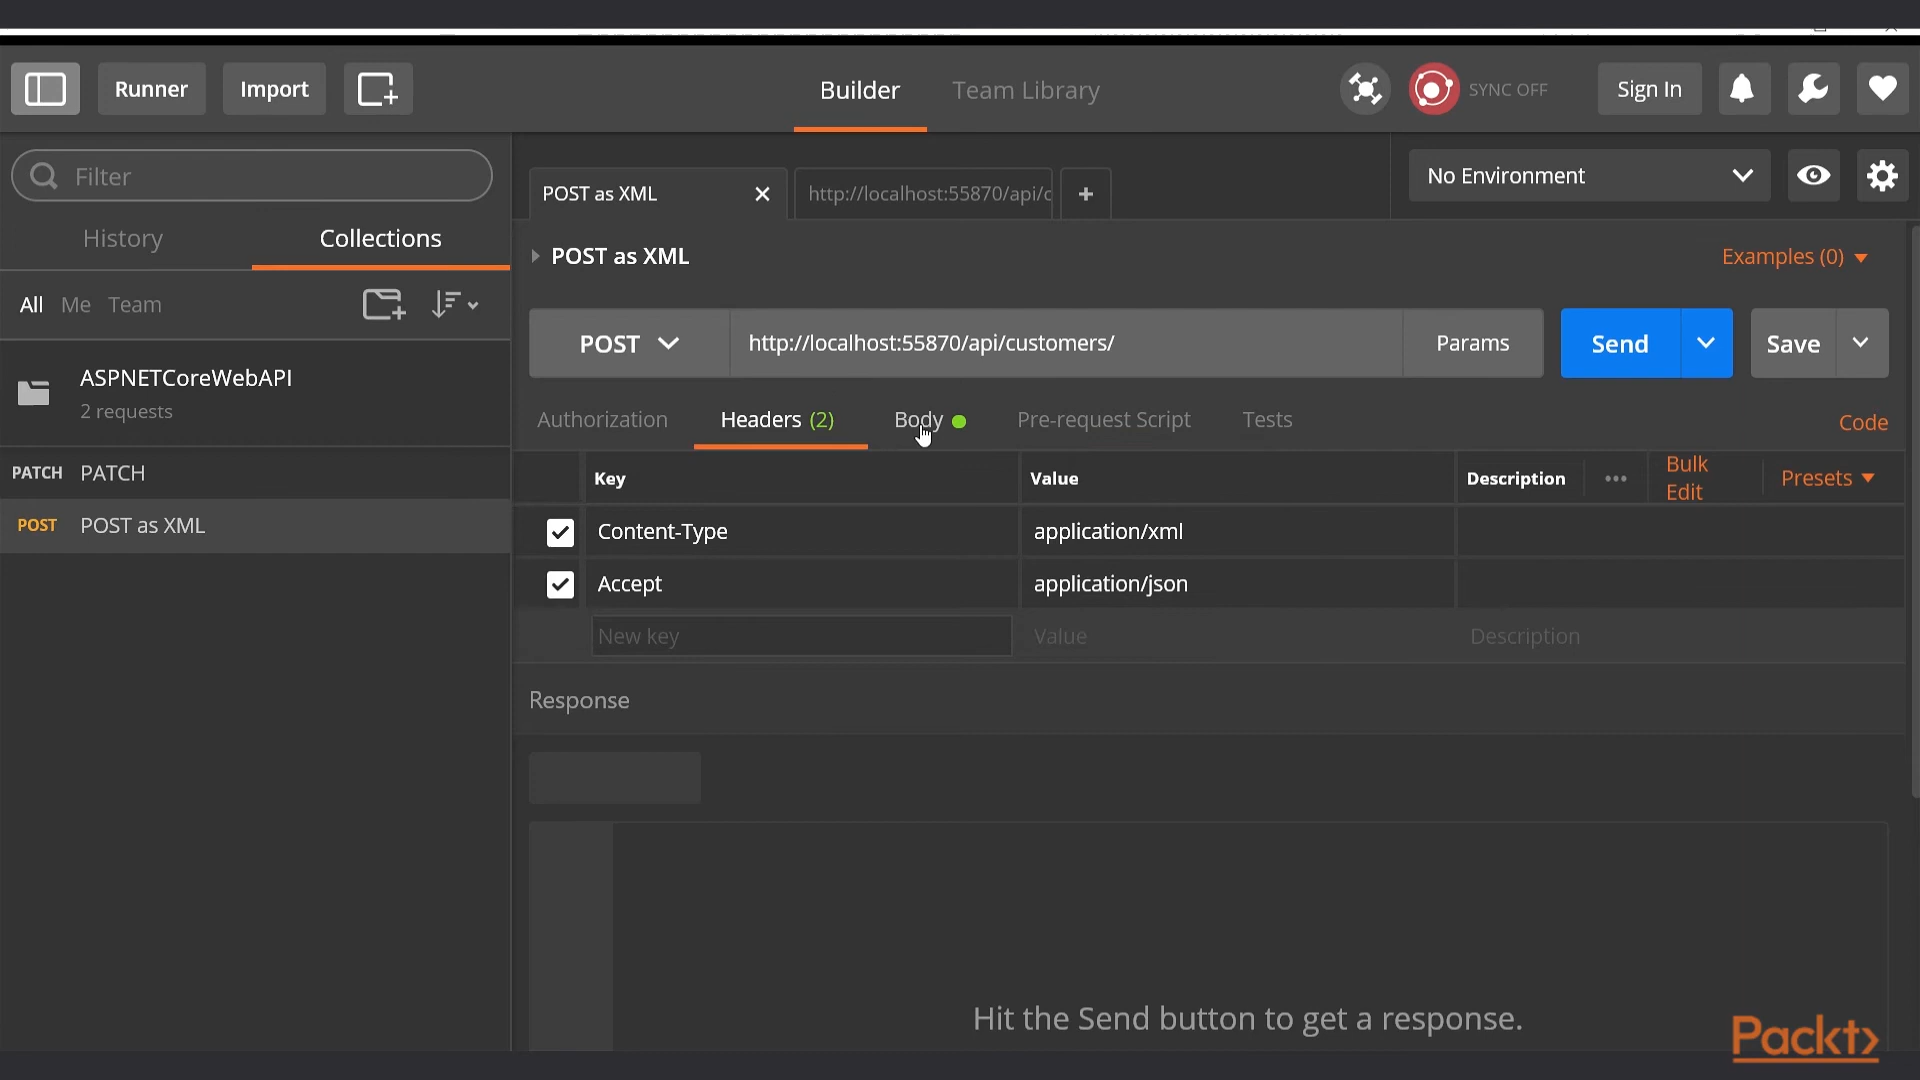 Runner
Import
Builder
Team Library
SYNC OFF
Sign In
Filter
History
Collections
All
Me
Team
ASPNETCoreWebAPI
2 requests
PATCH PATCH
POST POST as XML
POST as XML
http://localhost:55870/api/c
+
No Environment
POST as XML
Examples (0)
POST
http://localhost:55870/api/customers/
Params
Send
Save
Authorization
Headers (2)
Body
Pre-request Script
Tests
Code
Key
Value
Description
Bulk
Edit
Presets
Content-Type
application/xml
Accept
application/json
New key
Value
Description
Response
Hit the Send button to get a response.
Packt>